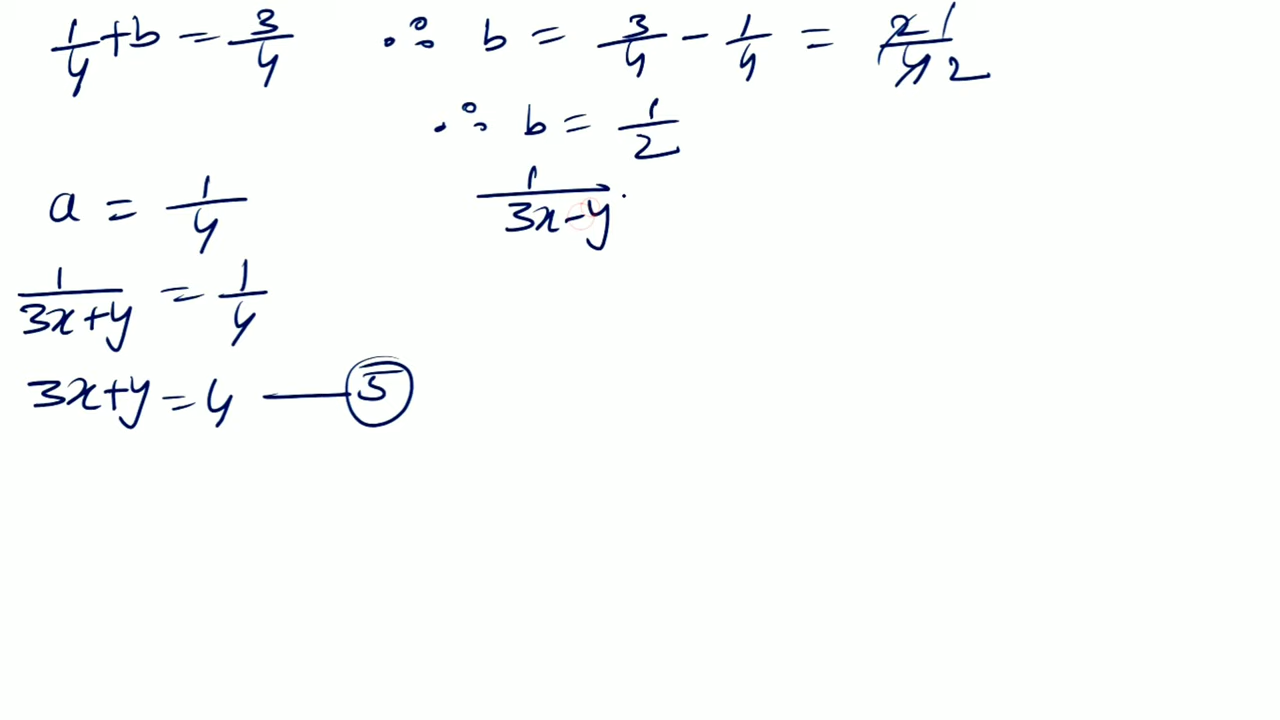 1/4 + b = 3/4 ∴ b = 3/4 - 1/4 = 2/4 1/2
∴ b = 1/2
a = 1/4
1/(3x-y)
1/(3x+y) = 1/4
3x+y = 4 — 5